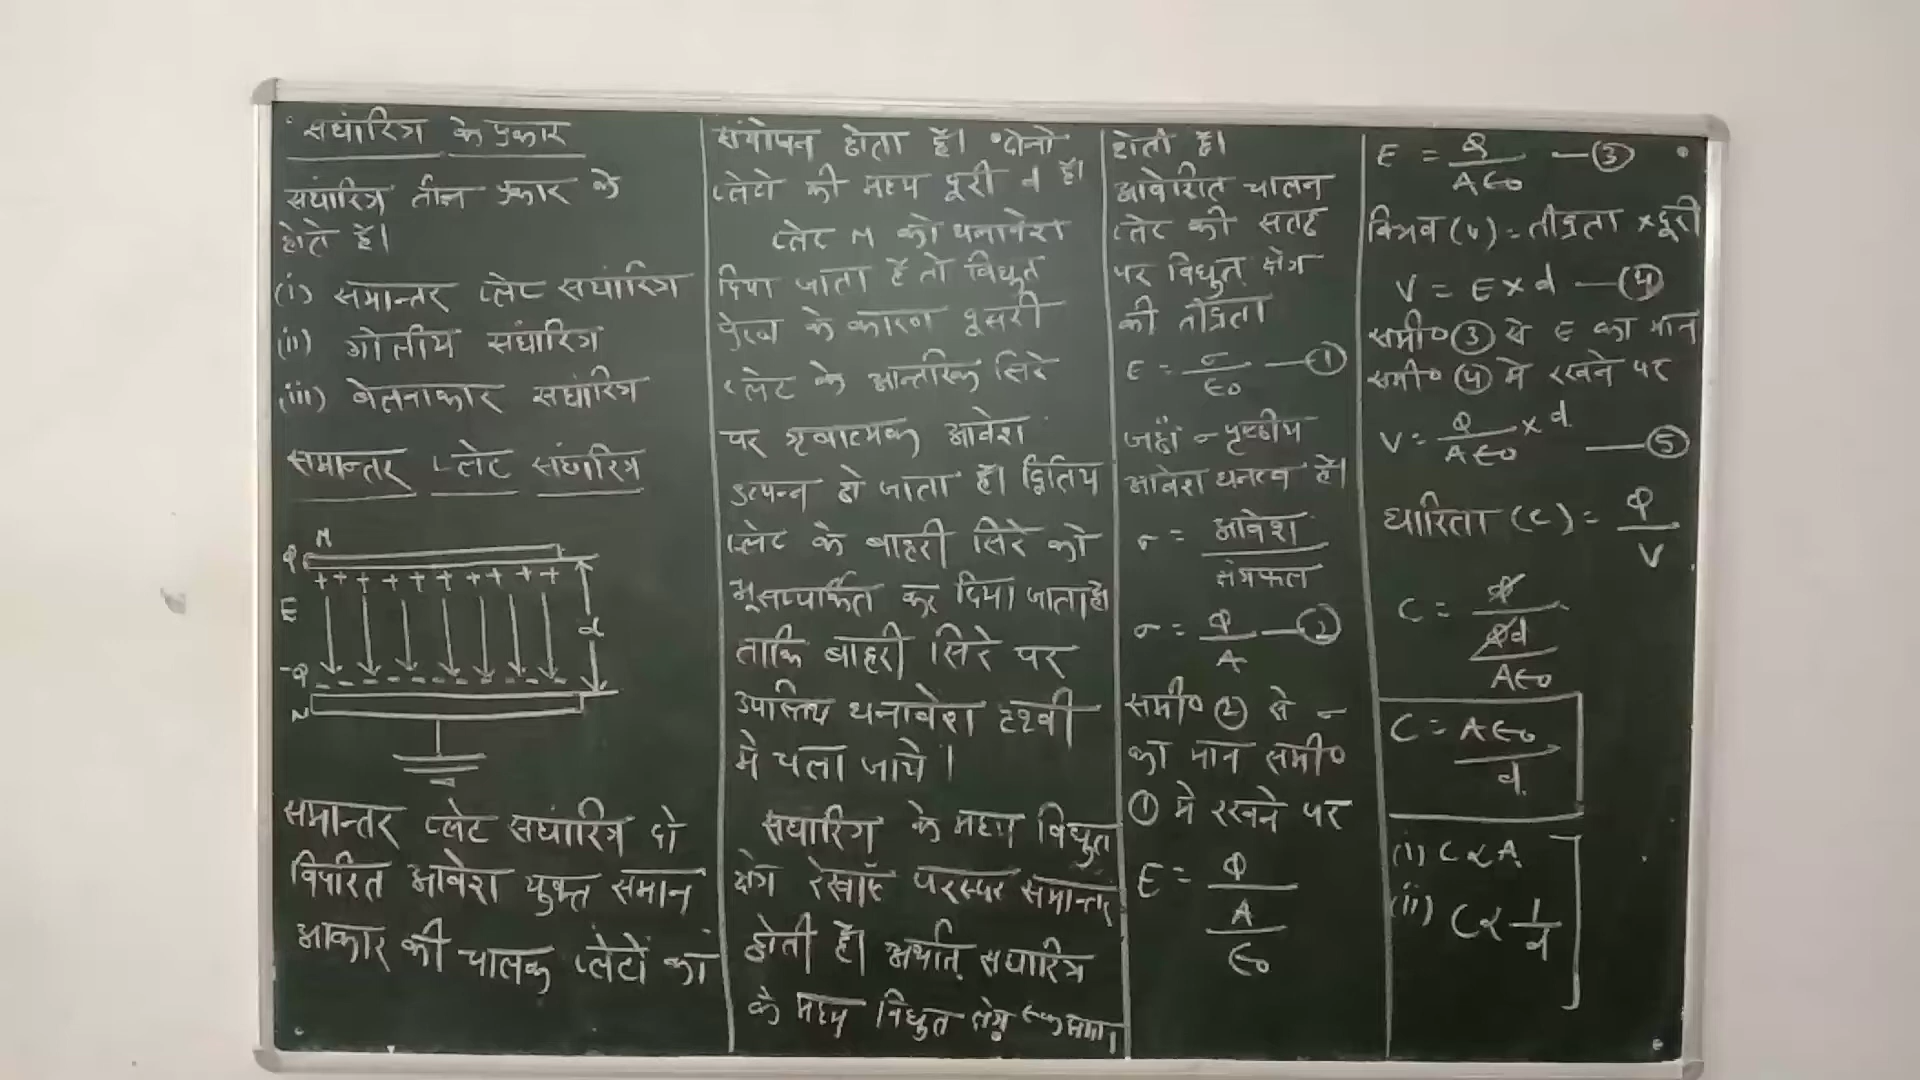 संधारित्र के प्रकार
संधारित्र तीन प्रकार के
होते हैं।
(i) समान्तर प्लेट संधारित्र
(ii) गोलीय संधारित्र
(iii) बेलनाकार संधारित्र
समान्तर प्लेट संधारित्र
M
Q
+ + + + + + + + + +
E
d
-Q
- - - - - - - - - -
N
समान्तर प्लेट संधारित्र दो
विपरित आवेश युक्त समान
आकार की चालक प्लेटों का
संयोजन होता है। दोनो
प्लेटो की मध्य दूरी d है।
प्लेट M को धनावेश
दिया जाता है तो विद्युत
प्रेरण के कारण दूसरी
प्लेट के आन्तरिक सिरे
पर ऋणात्मक आवेश
उत्पन्न हो जाता है। द्वितिय
प्लेट के बाहरी सिरे को
भूसम्पर्कित कर दिया जाता है।
ताकि बाहरी सिरे पर
उपस्तिथ धनावेश
मे चला जाये।
संधारित्र के मध्य विद्युत
क्षेत्र रेखाएँ परस्पर समान्तर
होती है। अर्थात् संधारित्र
के मध्य विद्युत क्षेत्र एकसमान
होता है।
आवेशित चालन
प्लेट की सतह
पर विद्युत क्षेत्र
की तीव्रता
E = σ/ϵ₀ —①
जहाँ σ पृष्ठीय
आवेश घनत्व है।
σ = आवेश/क्षेत्रफल
σ = Q/A —②
समी० ② से σ
का मान समी०
① मे रखने पर
E = Q/A/ϵ₀
E = Q/Aϵ₀ —③
विभव (v) = तीव्रता × दूरी
V = E × d —④
समी० ③ से E का मान
समी० ④ मे रखने पर
V = Q/Aϵ₀ × d —⑤
धारिता (c) = Q/V
C = Q/Qd/Aϵ₀
C = Aϵ₀/d
(i) C ∝ A
(ii) C ∝ 1/d